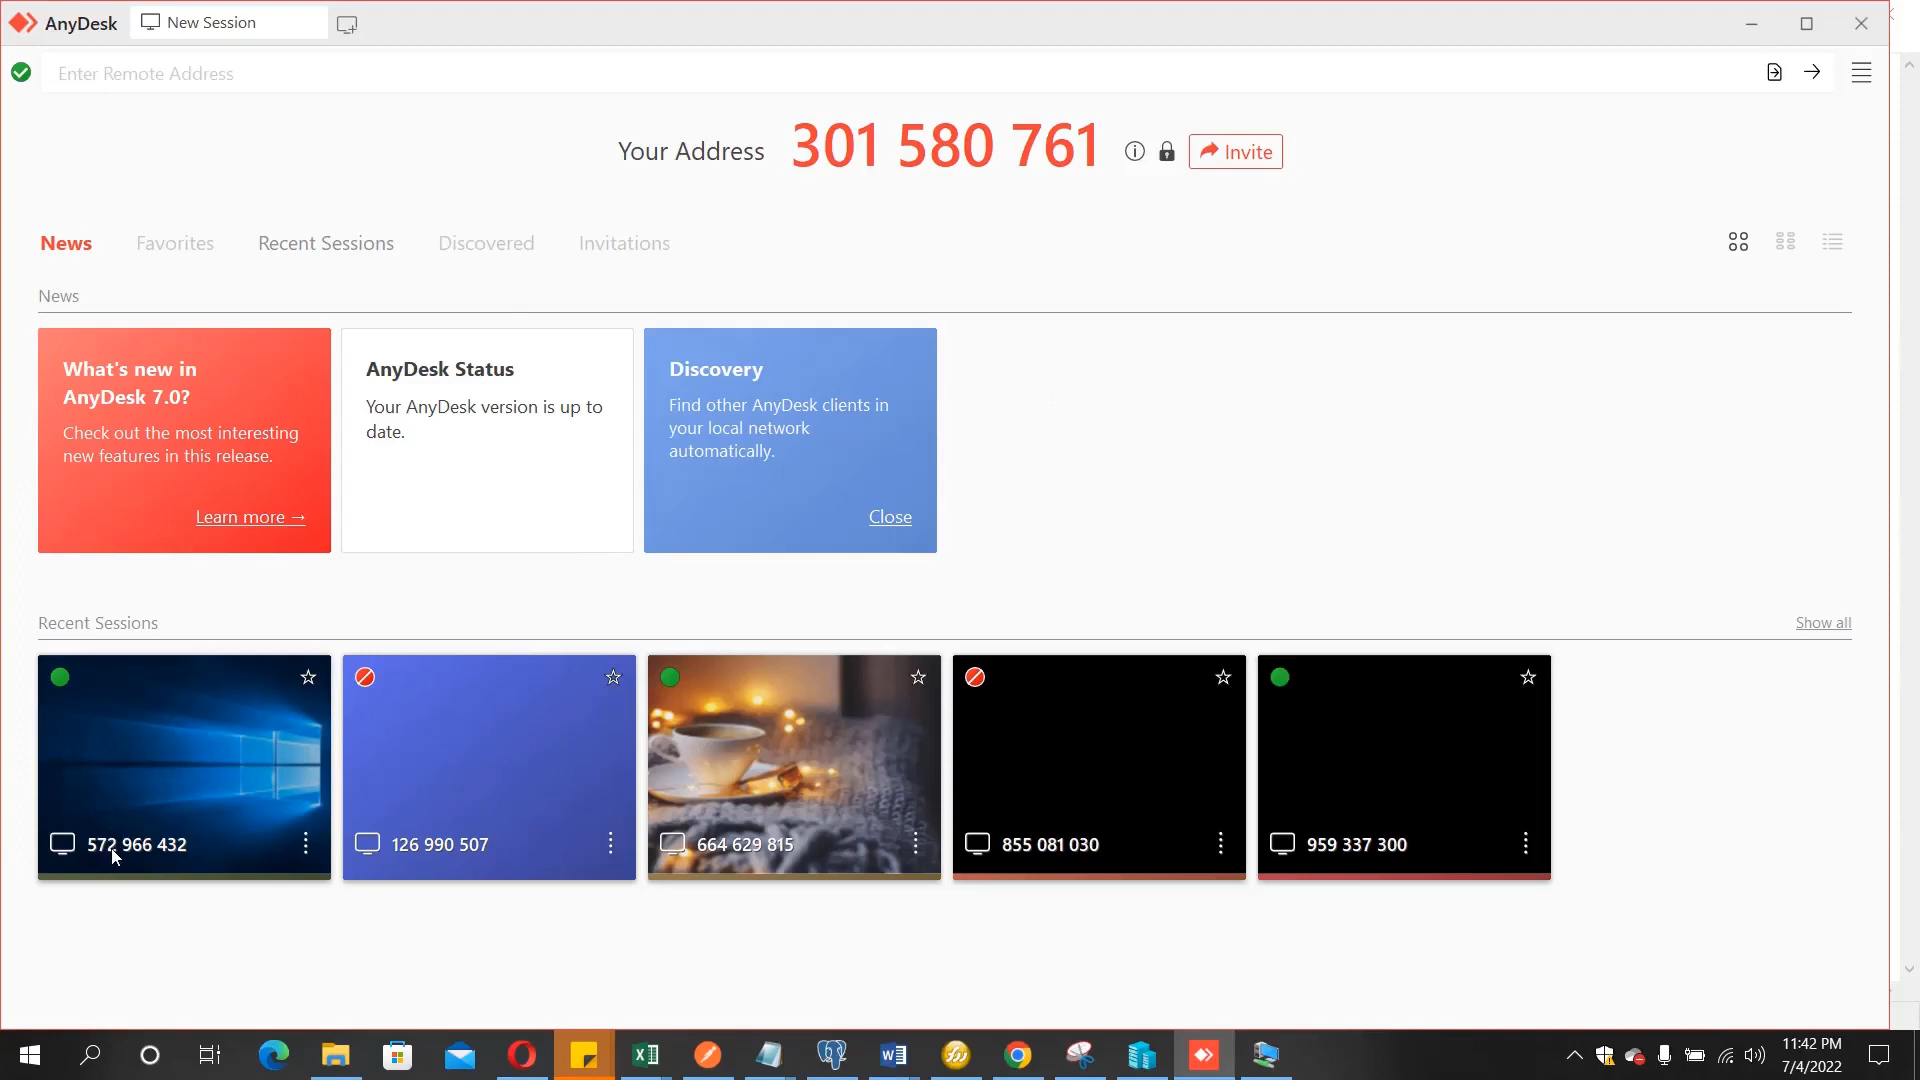 AnyDesk
New Session
Enter Remote Address
Your Address 301 580 761 Invite
News Favorites Recent Sessions Discovered Invitations
News
What's new in
AnyDesk 7.0?
Check out the most interesting
new features in this release.
Learn more →
AnyDesk Status
Your AnyDesk version is up to
date.
Discovery
Find other AnyDesk clients in
your local network
automatically.
Close
Recent Sessions
Show all
572 966 432
126 990 507
664 629 815
855 081 030
959 337 300
11:42 PM
7/4/2022